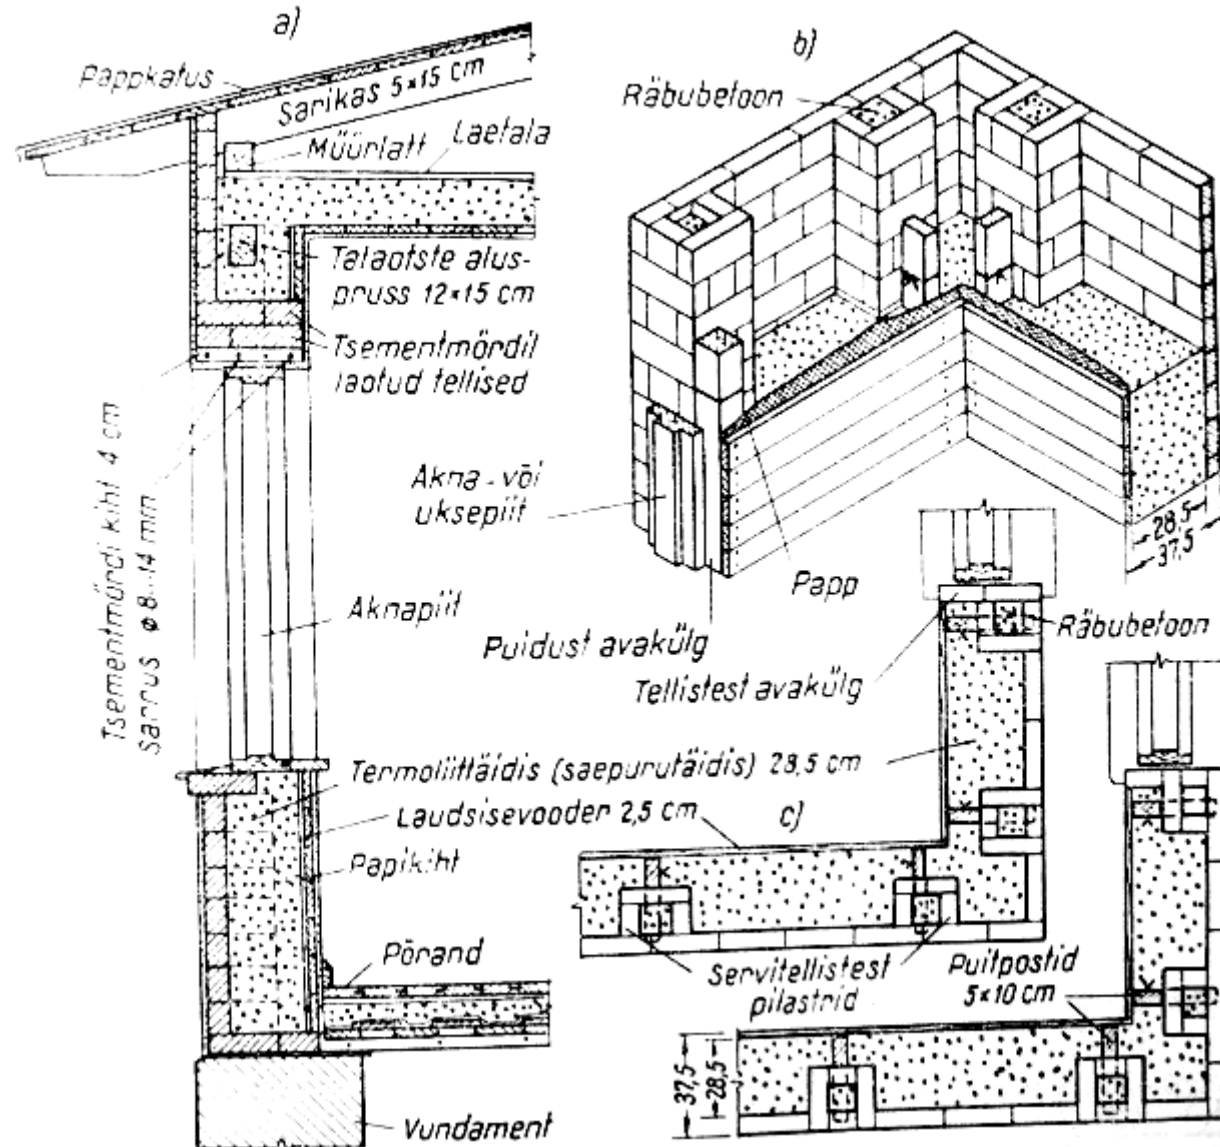 a)
Pappkatus
Sarikas 5×15 cm
Müürlatt
Laetala
Talaotste alus-
pruss 12×15 cm
Tsementmördil
laotud tellised
Tsementmördi kiht 4 cm
Sarrus ø 8...14 mm
Aknapiit
Termoliittäidis (saepurutäidis) 28,5 cm
Laudsisevooder 2,5 cm
Papikiht
Põrand
Vundament
b)
Räbubetoon
Akna- või
uksepiit
Papp
28,5
37,5
Puidust avakülg
Tellistest avakülg
Räbubetoon
c)
Servitellistest
pilastrid
Puitpostid
5×10 cm
37,5
28,5